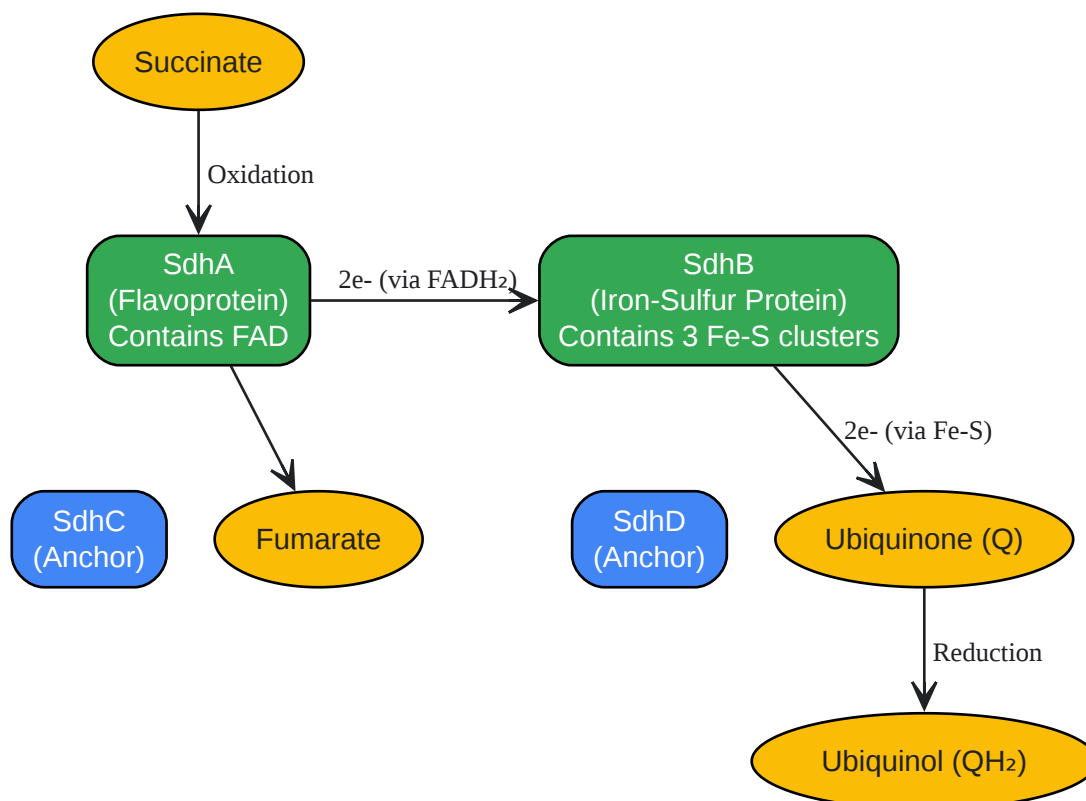 Succinate
Oxidation
SdhA
(Flavoprotein)
Contains FAD
2e- (via FADH₂)
SdhB
(Iron-Sulfur Protein)
Contains 3 Fe-S clusters
2e- (via Fe-S)
SdhC
(Anchor)
Fumarate
SdhD
(Anchor)
Ubiquinone (Q)
Reduction
Ubiquinol (QH₂)